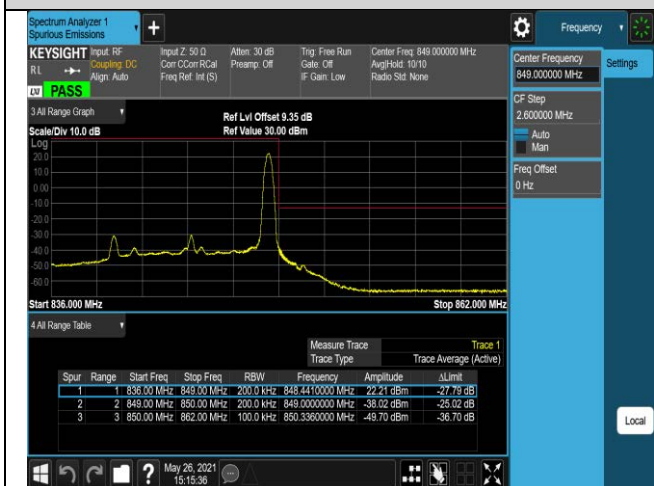 Spectrum Analyzer 1
Spurious Emissions
Frequency
KEYSIGHT Input: RF Input Z: 50 Ω Atten: 30 dB Trig: Free Run Center Freq: 849.000000 MHz
RL Coupling: DC Corr CCorr RCal Preamp: Off Gate: Off Avg|Hold: 10/10
Align: Auto Freq Ref: Int (S) IF Gain: Low Radio Std: None
LXI PASS
Center Frequency
849.000000 MHz
Settings
CF Step
2.600000 MHz
Auto
Man
Freq Offset
0 Hz
3 All Range Graph
Ref Lvl Offset 9.35 dB
Scale/Div 10.0 dB Ref Value 30.00 dBm
Log
20.0
10.0
0.00
-10.0
-20.0
-30.0
-40.0
-50.0
-60.0
Start 836.000 MHz Stop 862.000 MHz
4 All Range Table
Measure Trace Trace 1
Trace Type Trace Average (Active)
Spur Range Start Freq Stop Freq RBW Frequency Amplitude ΔLimit
1 1 836.00 MHz 849.00 MHz 200.0 kHz 848.4410000 MHz 22.21 dBm -27.79 dB
2 2 849.00 MHz 850.00 MHz 200.0 kHz 849.0000000 MHz -38.02 dBm -25.02 dB
3 3 850.00 MHz 862.00 MHz 100.0 kHz 850.3360000 MHz -49.70 dBm -36.70 dB
Local
May 26, 2021
15:15:36